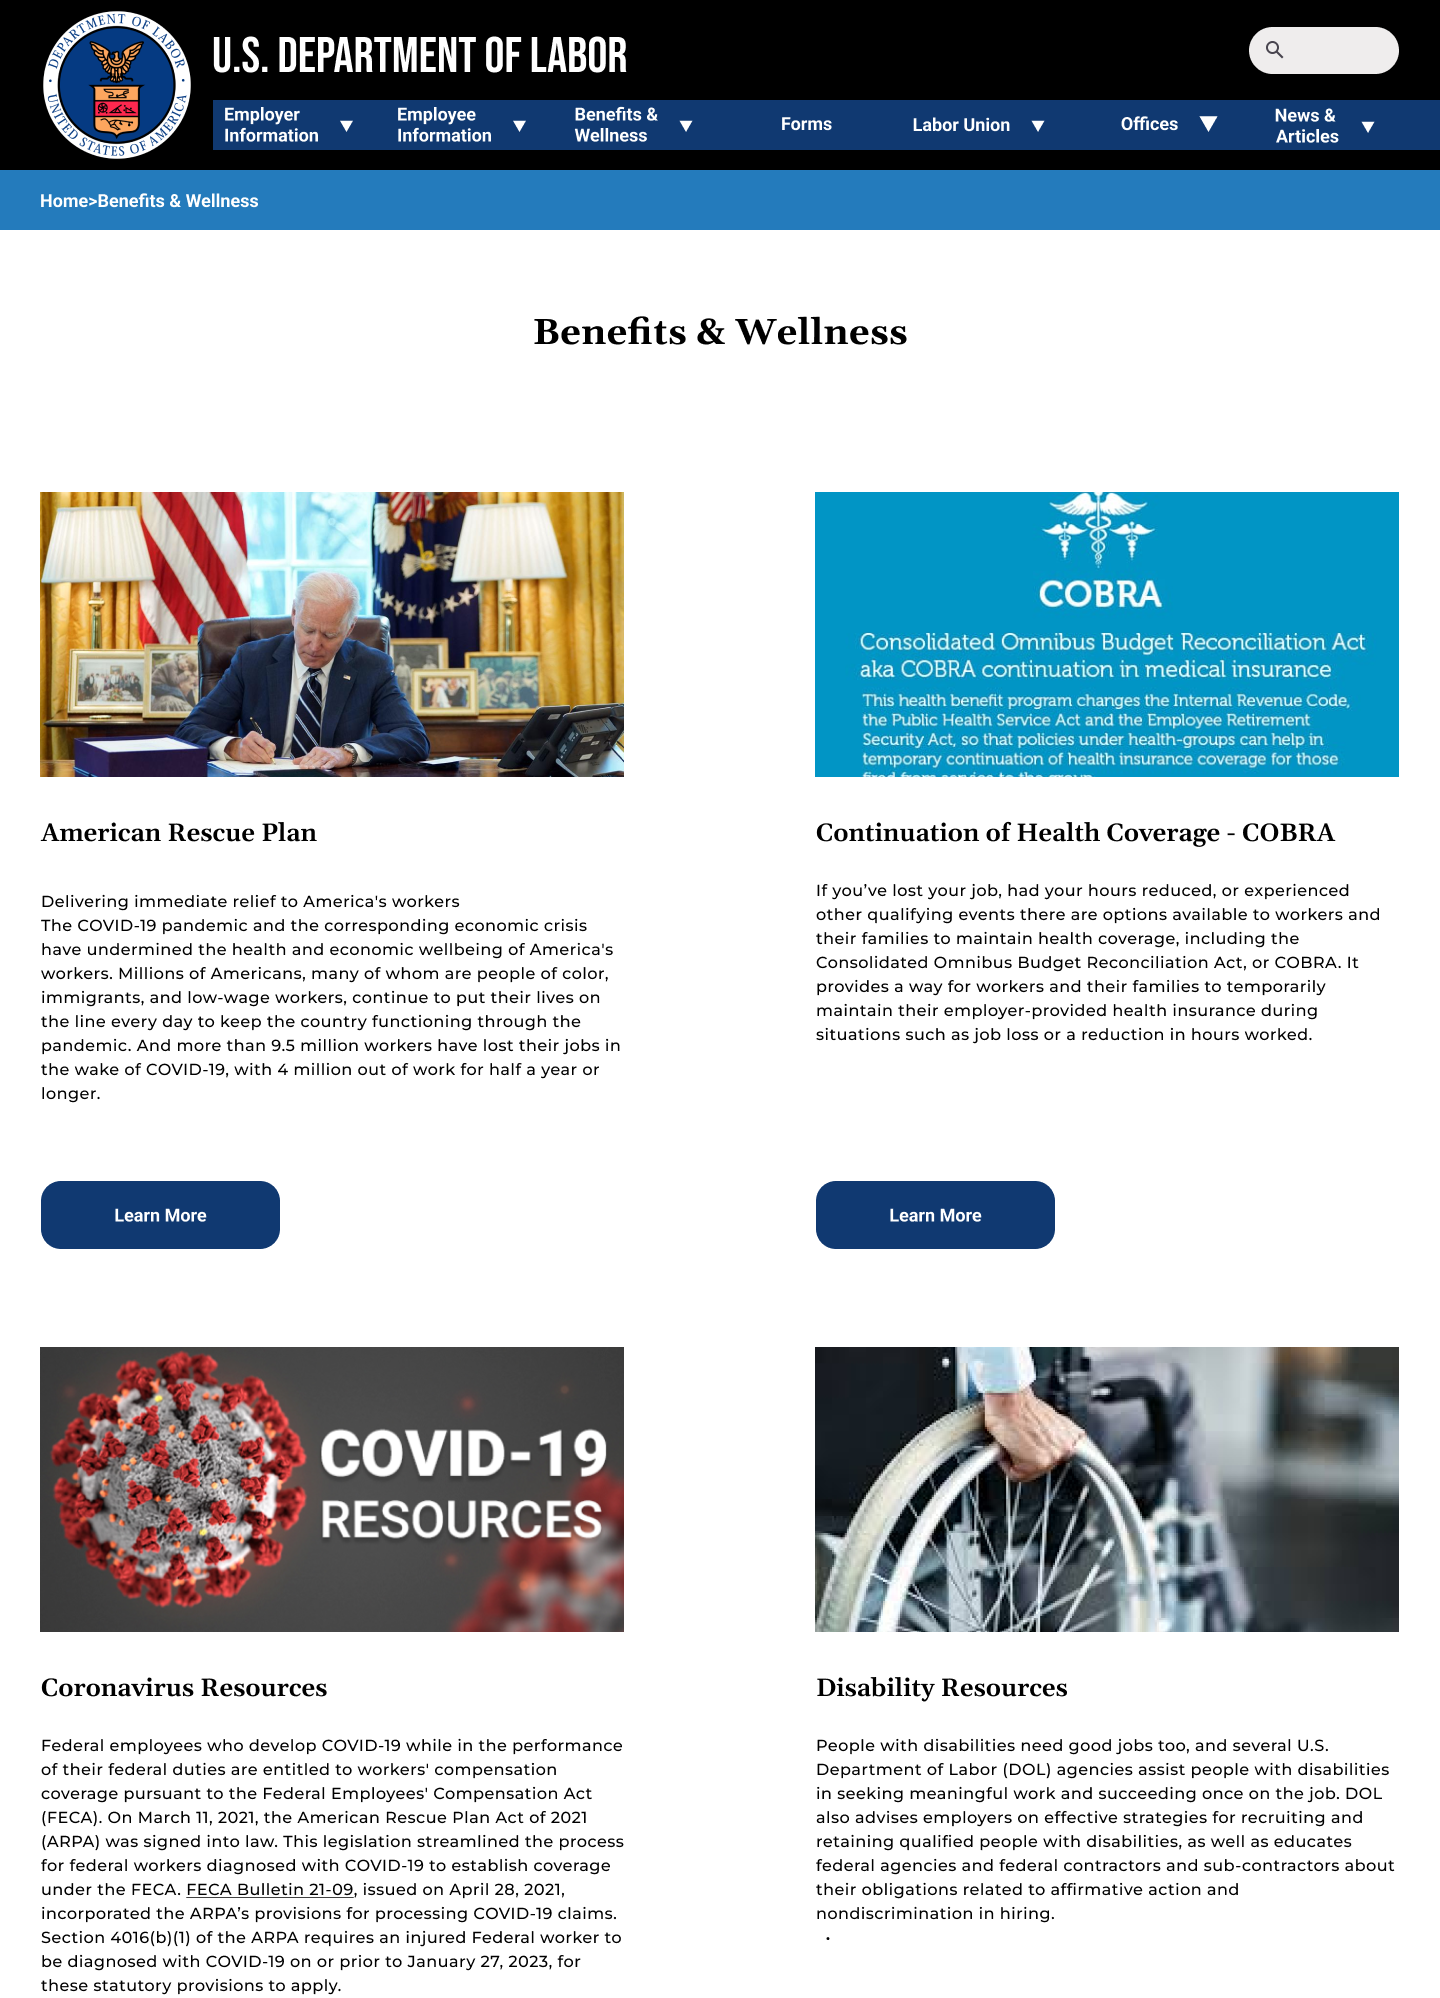 DEPARTMENT OF LABOR
UNITED STATES OF AMERICA
U.S. DEPARTMENT OF LABOR
Employer
Information
Employee
Information
Benefits &
Wellness
Forms
Labor Union
Offices
News &
Articles
Home>Benefits & Wellness
Benefits & Wellness
COBRA
Consolidated Omnibus Budget Reconciliation Act
aka COBRA continuation in medical insurance
This health benefit program changes the Internal Revenue Code,
the Public Health Service Act and the Employee Retirement
Security Act, so that policies under health-groups can help in
temporary continuation of health insurance coverage for those
fired from service to the group
American Rescue Plan
Delivering immediate relief to America's workers
The COVID-19 pandemic and the corresponding economic crisis
have undermined the health and economic wellbeing of America's
workers. Millions of Americans, many of whom are people of color,
immigrants, and low-wage workers, continue to put their lives on
the line every day to keep the country functioning through the
pandemic. And more than 9.5 million workers have lost their jobs in
the wake of COVID-19, with 4 million out of work for half a year or
longer.
Learn More
Continuation of Health Coverage - COBRA
If you’ve lost your job, had your hours reduced, or experienced
other qualifying events there are options available to workers and
their families to maintain health coverage, including the
Consolidated Omnibus Budget Reconciliation Act, or COBRA. It
provides a way for workers and their families to temporarily
maintain their employer-provided health insurance during
situations such as job loss or a reduction in hours worked.
Learn More
COVID-19
RESOURCES
Coronavirus Resources
Federal employees who develop COVID-19 while in the performance
of their federal duties are entitled to workers' compensation
coverage pursuant to the Federal Employees' Compensation Act
(FECA). On March 11, 2021, the American Rescue Plan Act of 2021
(ARPA) was signed into law. This legislation streamlined the process
for federal workers diagnosed with COVID-19 to establish coverage
under the FECA. FECA Bulletin 21-09, issued on April 28, 2021,
incorporated the ARPA’s provisions for processing COVID-19 claims.
Section 4016(b)(1) of the ARPA requires an injured Federal worker to
be diagnosed with COVID-19 on or prior to January 27, 2023, for
these statutory provisions to apply.
Disability Resources
People with disabilities need good jobs too, and several U.S.
Department of Labor (DOL) agencies assist people with disabilities
in seeking meaningful work and succeeding once on the job. DOL
also advises employers on effective strategies for recruiting and
retaining qualified people with disabilities, as well as educates
federal agencies and federal contractors and sub-contractors about
their obligations related to affirmative action and
nondiscrimination in hiring.
•